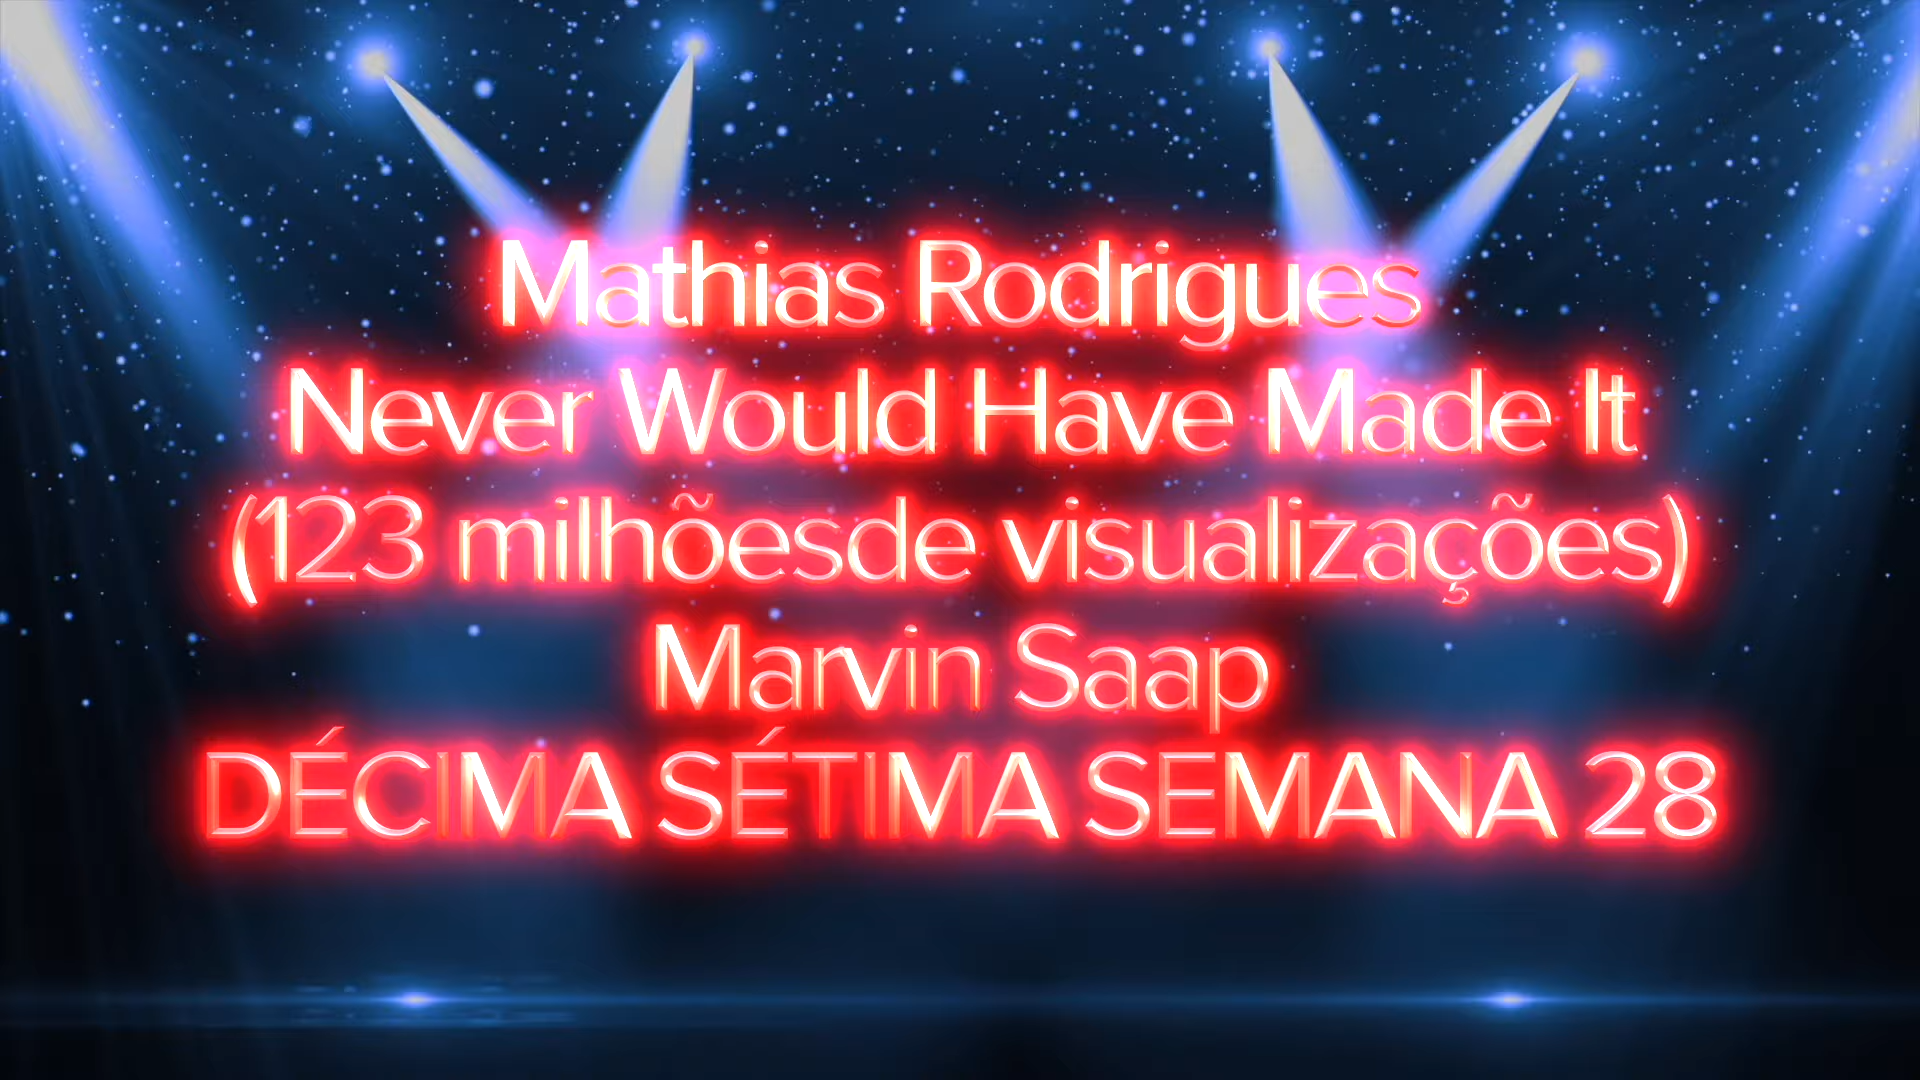 Mathias Rodrigues
Never Would Have Made It
(123 milhõesde visualizações)
Marvin Saap
DÉCIMA SÉTIMA SEMANA 28